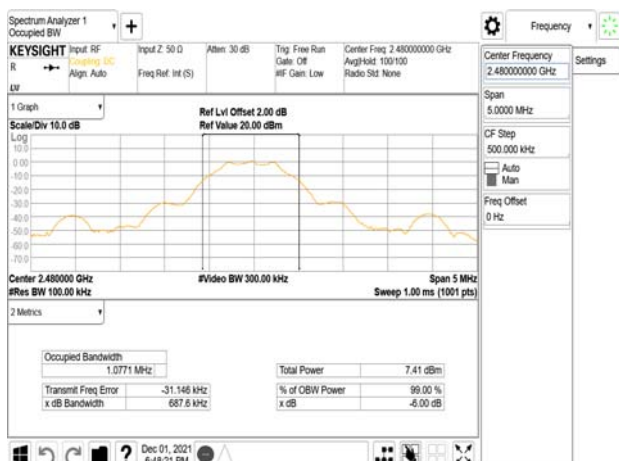 Spectrum Analyzer 1
Occupied BW
Frequency
KEYSIGHT
Input: RF
Coupling: DC
Align: Auto
Input Z: 50 Ω
Freq Ref: Int (S)
Atten: 30 dB
Trig: Free Run
Gate: Off
#IF Gain: Low
Center Freq: 2.480000000 GHz
Avg|Hold: 100/100
Radio Std: None
R
LXI
Center Frequency
2.480000000 GHz
Settings
Span
5.0000 MHz
CF Step
500.000 kHz
Auto
Man
Freq Offset
0 Hz
1 Graph
Scale/Div 10.0 dB
Ref Lvl Offset 2.00 dB
Ref Value 20.00 dBm
Log
10.0
0.00
-10.0
-20.0
-30.0
-40.0
-50.0
-60.0
-70.0
Center 2.480000 GHz
#Video BW 300.00 kHz
Span 5 MHz
#Res BW 100.00 kHz
Sweep 1.00 ms (1001 pts)
2 Metrics
Occupied Bandwidth
1.0771 MHz
Total Power 7.41 dBm
Transmit Freq Error -31.146 kHz
% of OBW Power 99.00 %
x dB Bandwidth 687.6 kHz
x dB -6.00 dB
Dec 01, 2021